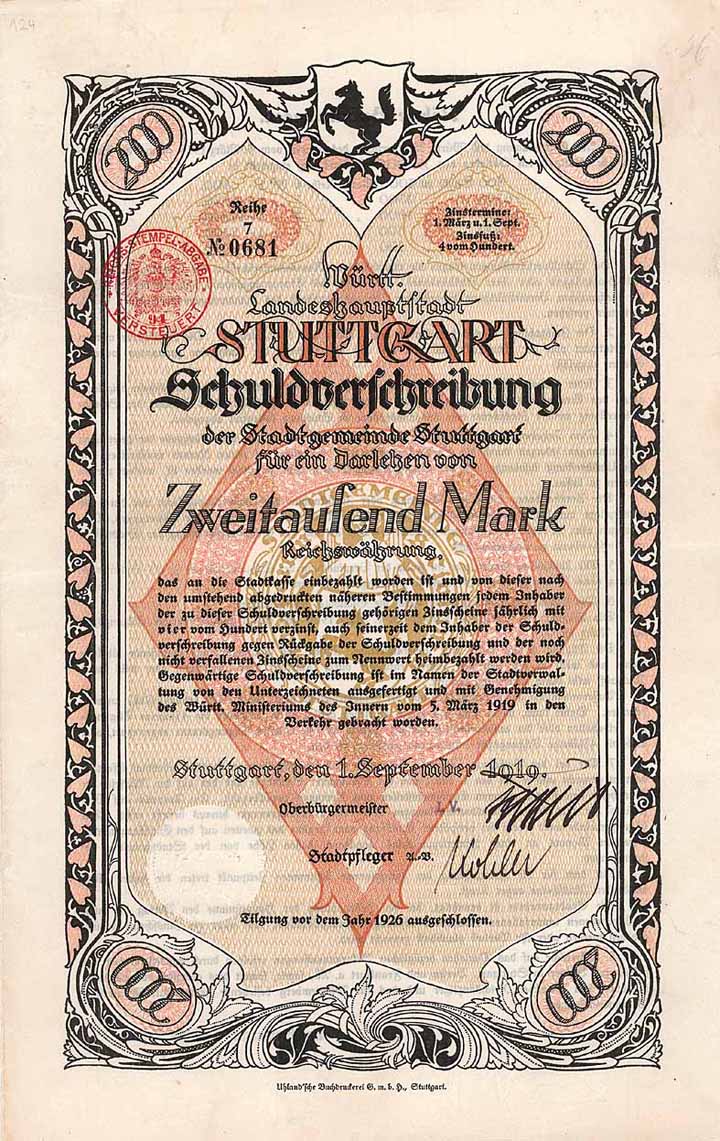 124
2000
2000
Reihe
7
№ 0681
Zinstermine:
1. März u. 1. Sept.
Zinsfuß:
4 vom Hundert.
REICHS-STEMPEL-ABGABE
94
VERSTEUERT
Württ.
Landeshauptstadt
STUTTGART
Schuldverschreibung
der Stadtgemeinde Stuttgart
für ein Darlehen von
Zweitausend Mark
Reichswährung,
das an die Stadtkasse einbezahlt worden ist und von dieser nach
den umstehend abgedruckten näheren Bestimmungen jedem Inhaber
der zu dieser Schuldverschreibung gehörigen Zinsscheine jährlich mit
vier vom Hundert verzinst, auch seinerzeit dem Inhaber der Schuld-
verschreibung gegen Rückgabe der Schuldverschreibung und der noch
nicht verfallenen Zinsscheine zum Nennwert heimbezahlt werden wird.
Gegenwärtige Schuldverschreibung ist im Namen der Stadtverwal-
tung von den Unterzeichneten ausgefertigt und mit Genehmigung
des Württ. Ministeriums des Innern vom 5. März 1919 in den
Verkehr gebracht worden.
Stuttgart, den 1. September 1919.
Oberbürgermeister I. V.
Stadtpfleger A.-V.
Tilgung vor dem Jahr 1926 ausgeschlossen.
2000
2000
Uhland'sche Buchdruckerei G. m. b. H., Stuttgart.